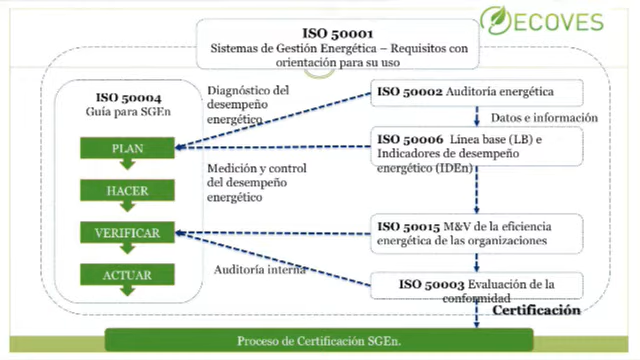 ECOVES
ISO 50001
Sistemas de Gestión Energética – Requisitos con
orientación para su uso
ISO 50004
Guía para SGEn
PLAN
HACER
VERIFICAR
ACTUAR
Diagnóstico del
desempeño
energético
Medición y control
del desempeño
energético
Auditoría interna
ISO 50002 Auditoría energética
Datos e información
ISO 50006 Línea base (LB) e
Indicadores de desempeño
energético (IDEn)
ISO 50015 M&V de la eficiencia
energética de las organizaciones
ISO 50003 Evaluación de la
conformidad
Certificación
Proceso de Certificación SGEn.